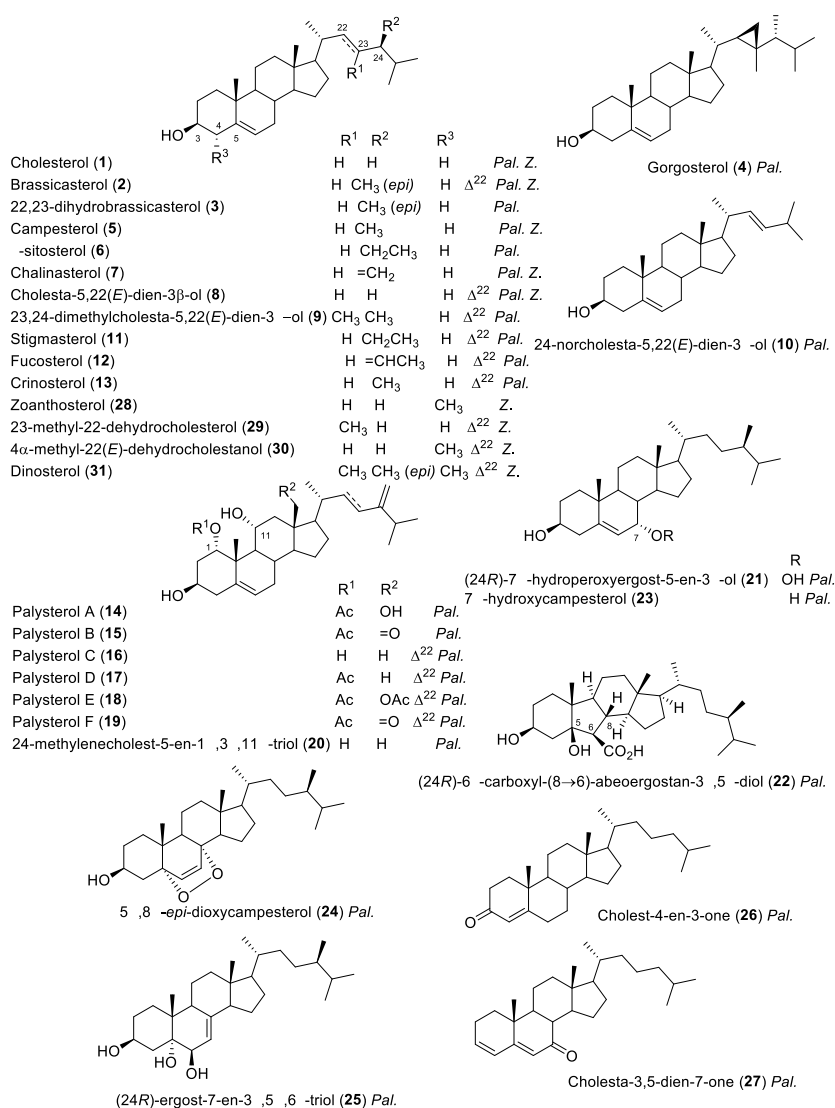 R²
22
23
24
R¹
3
4
5
HO
R³
R¹ R² R³
Cholesterol (1) H H H Pal. Z.
Brassicasterol (2) H CH₃ (epi) H Δ²² Pal. Z.
22,23-dihydrobrassicasterol (3) H CH₃ (epi) H Pal.
Campesterol (5) H CH₃ H Pal. Z.
-sitosterol (6) H CH₂CH₃ H Pal.
Chalinasterol (7) H =CH₂ H Pal. Z.
Cholesta-5,22(E)-dien-3β-ol (8) H H H Δ²² Pal. Z.
23,24-dimethylcholesta-5,22(E)-dien-3 –ol (9) CH₃ CH₃ H Δ²² Pal.
Stigmasterol (11) H CH₂CH₃ H Δ²² Pal.
Fucosterol (12) H =CHCH₃ H Δ²² Pal.
Crinosterol (13) H CH₃ H Δ²² Pal.
Zoanthosterol (28) H H CH₃ Z.
23-methyl-22-dehydrocholesterol (29) CH₃ H H Δ²² Z.
4α-methyl-22(E)-dehydrocholestanol (30) H H CH₃ Δ²² Z.
Dinosterol (31) CH₃ CH₃ (epi) CH₃ Δ²² Z.
HO
Gorgosterol (4) Pal.
HO
24-norcholesta-5,22(E)-dien-3 -ol (10) Pal.
R²
HO
R¹
O
11
1
HO
R¹ R²
Palysterol A (14) Ac OH Pal.
Palysterol B (15) Ac =O Pal.
Palysterol C (16) H H Δ²² Pal.
Palysterol D (17) Ac H Δ²² Pal.
Palysterol E (18) Ac OAc Δ²² Pal.
Palysterol F (19) Ac =O Δ²² Pal.
24-methylenecholest-5-en-1 ,3 ,11 -triol (20) H H Pal.
HO
7
OR
R
(24R)-7 -hydroperoxyergost-5-en-3 -ol (21) OH Pal.
7 -hydroxycampesterol (23) H Pal.
H
H
5
6
8
H
H
HO
OH
CO₂H
(24R)-6 -carboxyl-(8→6)-abeoergostan-3 ,5 -diol (22) Pal.
HO
O
O
5 ,8 -epi-dioxycampesterol (24) Pal.
O
Cholest-4-en-3-one (26) Pal.
HO
HO
OH
(24R)-ergost-7-en-3 ,5 ,6 -triol (25) Pal.
O
Cholesta-3,5-dien-7-one (27) Pal.